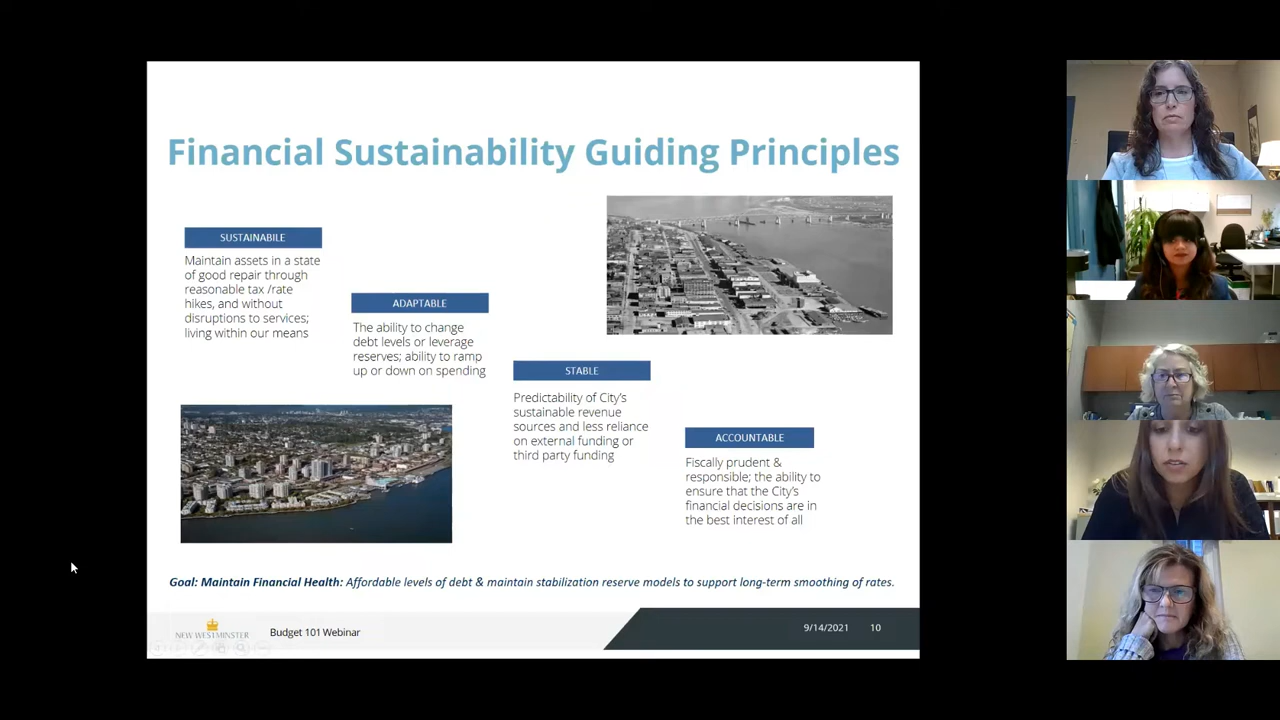 Financial Sustainability Guiding Principles
SUSTAINABILE
Maintain assets in a state
of good repair through
reasonable tax /rate
hikes, and without
disruptions to services;
living within our means
ADAPTABLE
The ability to change
debt levels or leverage
reserves; ability to ramp
up or down on spending
STABLE
Predictability of City's
sustainable revenue
sources and less reliance
on external funding or
third party funding
ACCOUNTABLE
Fiscally prudent &
responsible; the ability to
ensure that the City's
financial decisions are in
the best interest of all
Goal: Maintain Financial Health: Affordable levels of debt & maintain stabilization reserve models to support long-term smoothing of rates.
NEW WESTMINSTER
Budget 101 Webinar
9/14/2021 10